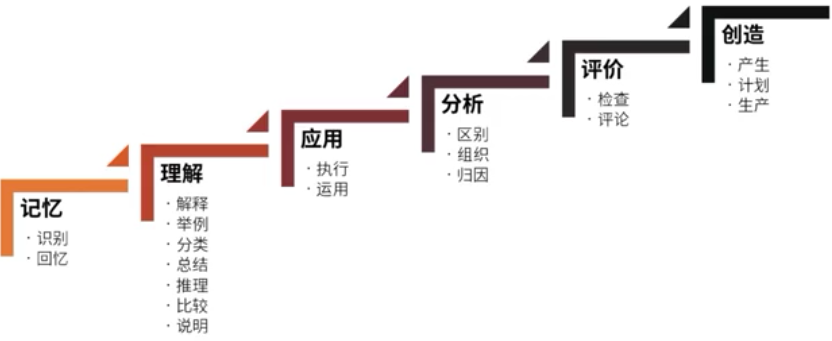 记忆
· 识别
· 回忆
理解
· 解释
· 举例
· 分类
· 总结
· 推理
· 比较
· 说明
应用
· 执行
· 运用
分析
· 区别
· 组织
· 归因
评价
· 检查
· 评论
创造
· 产生
· 计划
· 生产